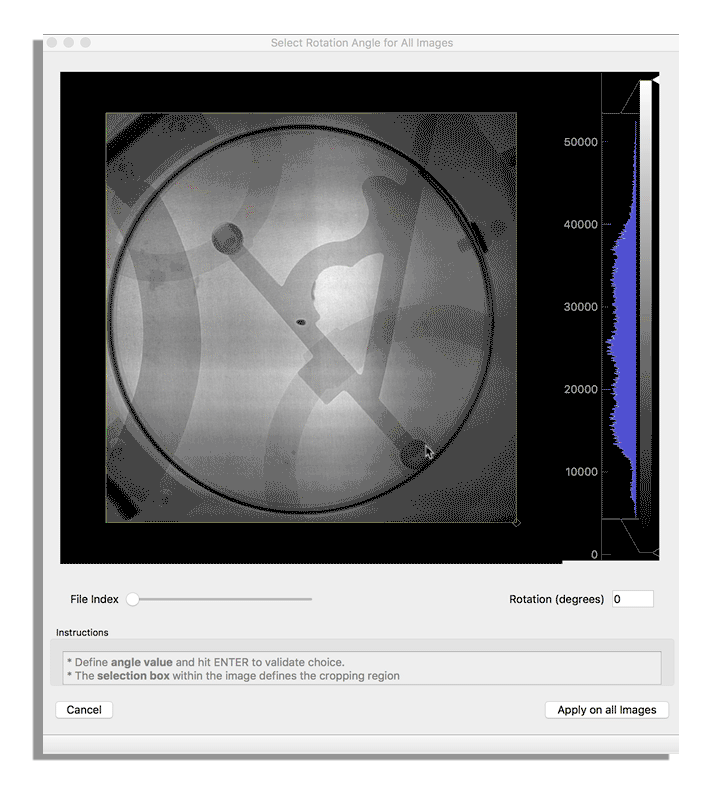 Select Rotation Angle for All Images
50000
40000
30000
20000
10000
0
File Index
Rotation (degrees) 0
Instructions
* Define angle value and hit ENTER to validate choice.
* The selection box within the image defines the cropping region
Cancel
Apply on all Images